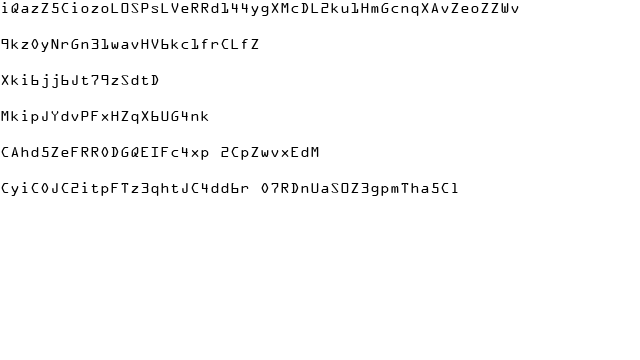 iQazZ5CiozoLOSPsLVeRRd144ygXMcDL2ku1HmGcnqXAvZeoZZWv
9kz0yNrGn31wavHV6kc1frCLfZ
Xki6jj6Jt79zSdtD
MkipJYdvPFxHZqX6UG4nk
CAhd5ZeFRR0DGQEIFc4xp 2CpZwvxEdM
CyiC0JC2itpFTz3qhtJC4dd6r 07RDnUaSOZ3gpmTha5Cl